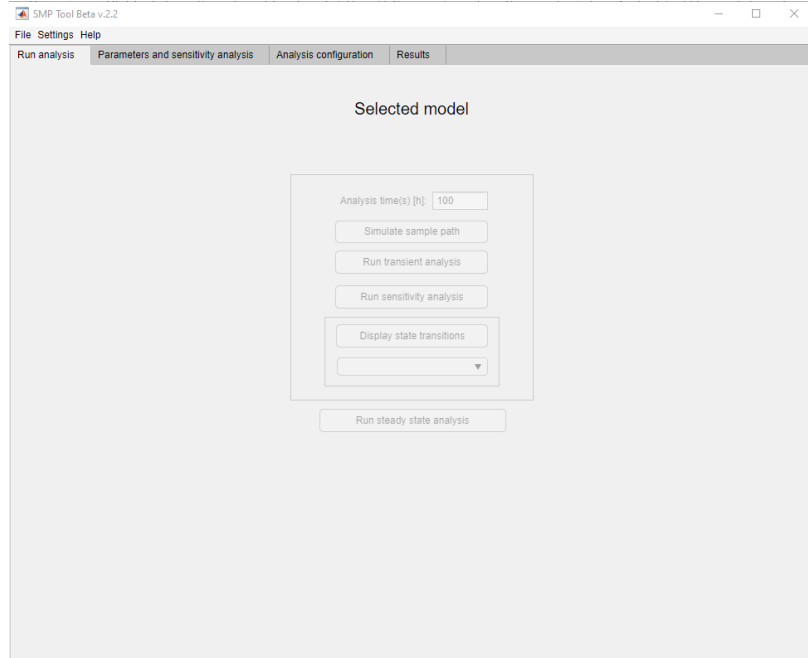 SMP Tool Beta v.2.2
File Settings Help
Run analysis Parameters and sensitivity analysis Analysis configuration Results
Selected model
Analysis time(s) [h]: 100
Simulate sample path
Run transient analysis
Run sensitivity analysis
Display state transitions
Run steady state analysis